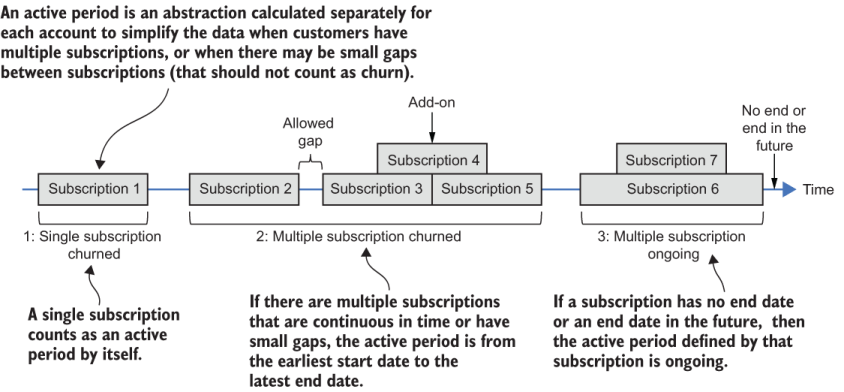 An active period is an abstraction calculated separately for
each account to simplify the data when customers have
multiple subscriptions, or when there may be small gaps
between subscriptions (that should not count as churn).
Add-on
Allowed
gap
No end or
end in the
future
Subscription 4
Subscription 7
Subscription 1
Subscription 2
Subscription 3
Subscription 5
Subscription 6
Time
1: Single subscription
churned
2: Multiple subscription churned
3: Multiple subscription
ongoing
A single subscription
counts as an active
period by itself.
If there are multiple subscriptions
that are continuous in time or have
small gaps, the active period is from
the earliest start date to the
latest end date.
If a subscription has no end date
or an end date in the future, then
the active period defined by that
subscription is ongoing.